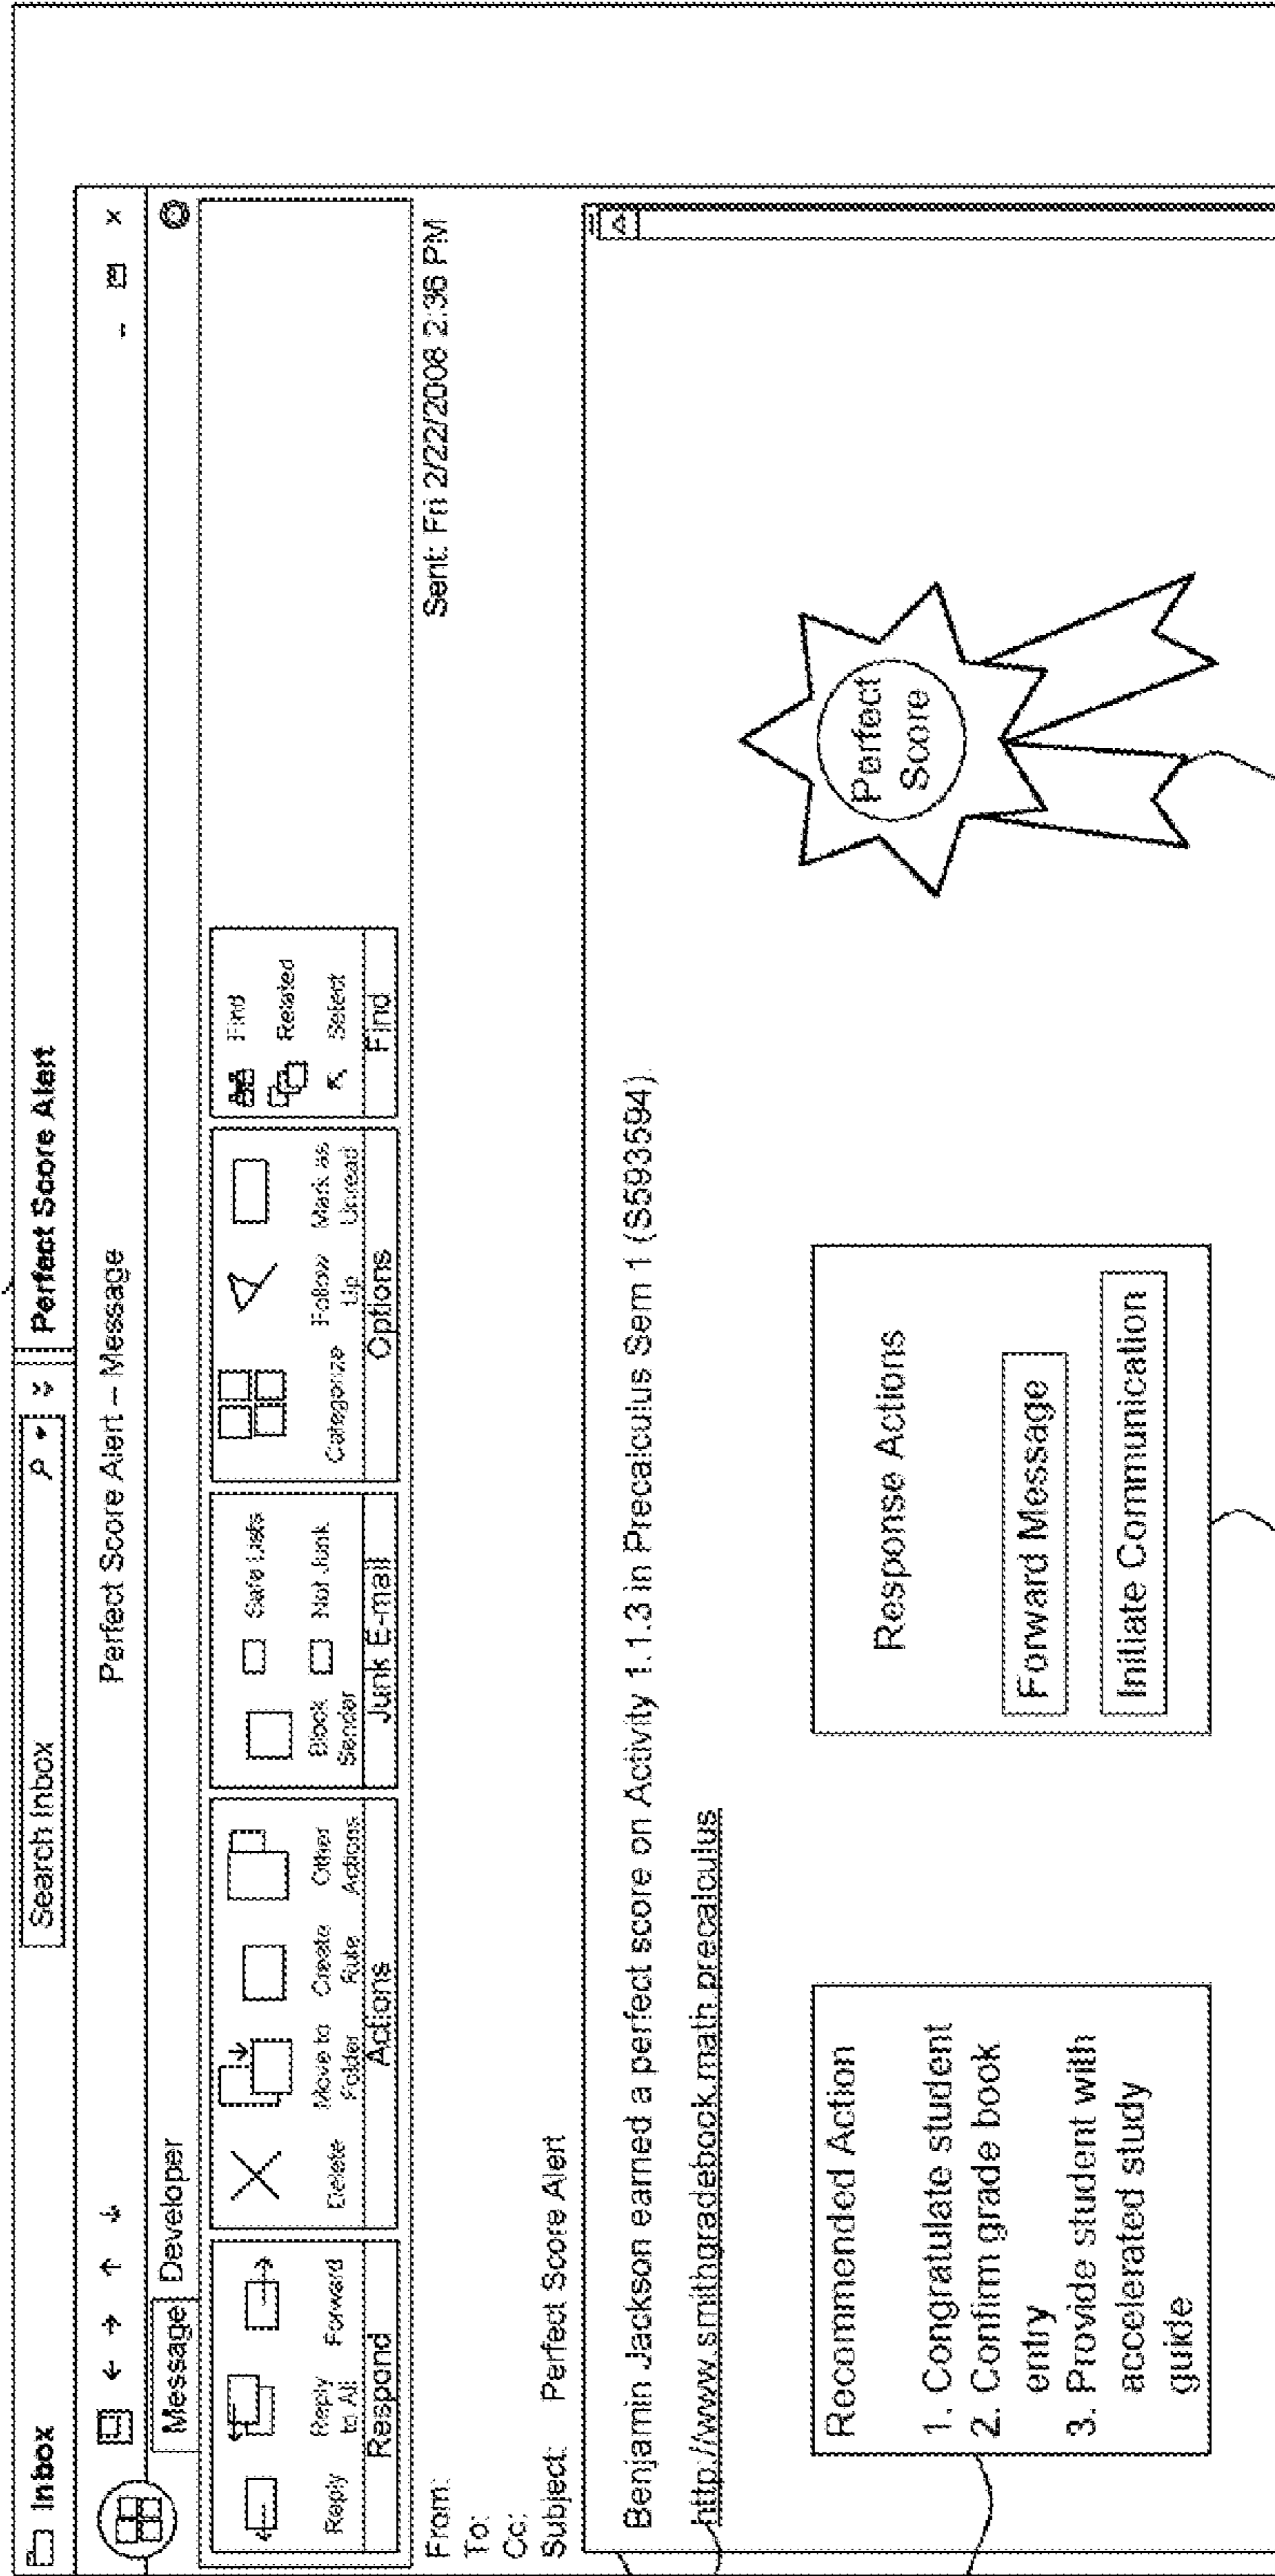 Inbox
Search Inbox
Perfect Score Alert
Perfect Score Alert – Message
Message
Developer
Reply
Reply to All
Forward
Respond
Delete
Move to Folder
Create Rule
Other Actions
Actions
Block Sender
Safe Lists
Not Junk
Junk E-mail
Categorize
Follow Up
Mark as Unread
Options
Find
Related
Select
Find
From:
To:
Cc:
Subject: Perfect Score Alert
Sent: Fri 2/22/2008 2:36 PM
Benjamin Jackson earned a perfect score on Activity 1.1.3 in Precalculus Sem 1 (S593594).
http://www.smithgradebook.math.precalculus
Recommended Action
1. Congratulate student
2. Confirm grade book
entry
3. Provide student with
accelerated study
guide
Response Actions
Forward Message
Initiate Communication
Perfect
Score